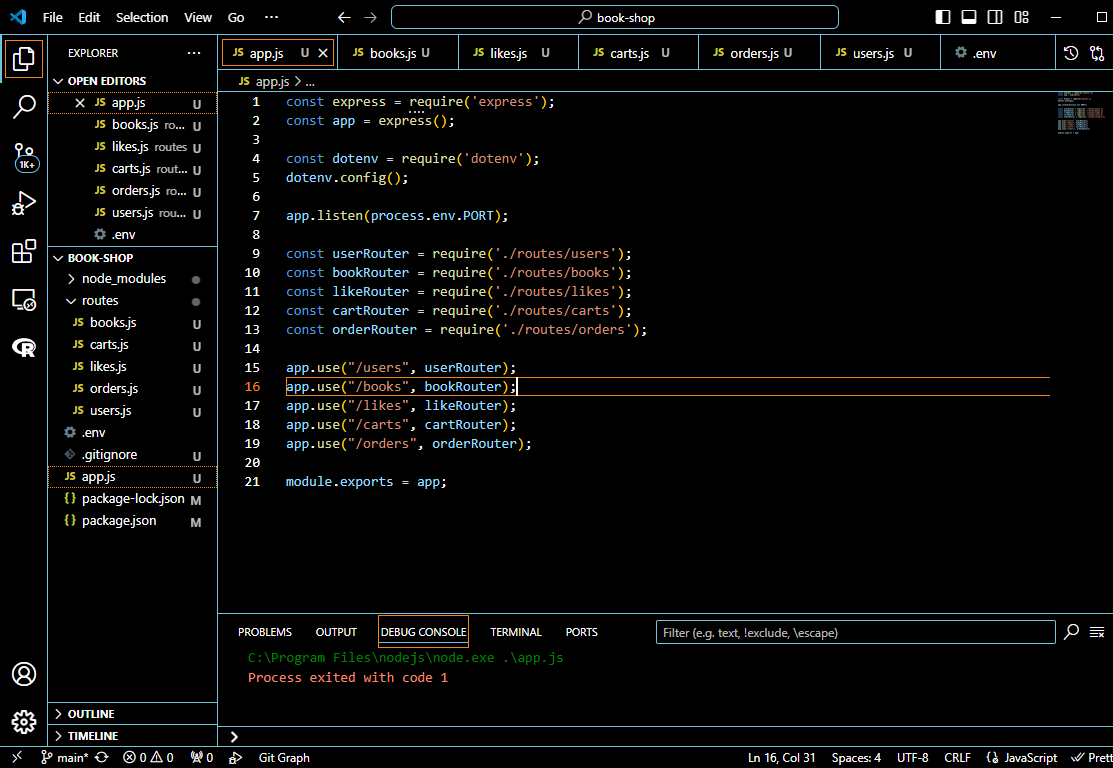 File Edit Selection View Go ··· book-shop
EXPLORER ···
OPEN EDITORS
JS app.js U
JS books.js ro... U
JS likes.js routes U
JS carts.js rout... U
JS orders.js ro... U
JS users.js rou... U
.env
BOOK-SHOP
node_modules
routes
JS books.js U
JS carts.js U
JS likes.js U
JS orders.js U
JS users.js U
.env
.gitignore U
JS app.js U
{} package-lock.json M
{} package.json M
OUTLINE
TIMELINE
1K+
JS app.js U JS books.js U JS likes.js U JS carts.js U JS orders.js U JS users.js U .env
JS app.js > ...
1 const express = require('express');
2 const app = express();
3
4 const dotenv = require('dotenv');
5 dotenv.config();
6
7 app.listen(process.env.PORT);
8
9 const userRouter = require('./routes/users');
10 const bookRouter = require('./routes/books');
11 const likeRouter = require('./routes/likes');
12 const cartRouter = require('./routes/carts');
13 const orderRouter = require('./routes/orders');
14
15 app.use("/users", userRouter);
16 app.use("/books", bookRouter);
17 app.use("/likes", likeRouter);
18 app.use("/carts", cartRouter);
19 app.use("/orders", orderRouter);
20
21 module.exports = app;
PROBLEMS OUTPUT DEBUG CONSOLE TERMINAL PORTS Filter (e.g. text, !exclude, \escape)
C:\Program Files\nodejs\node.exe .\app.js
Process exited with code 1
main* 0 0 0 Git Graph Ln 16, Col 31 Spaces: 4 UTF-8 CRLF JavaScript Prett